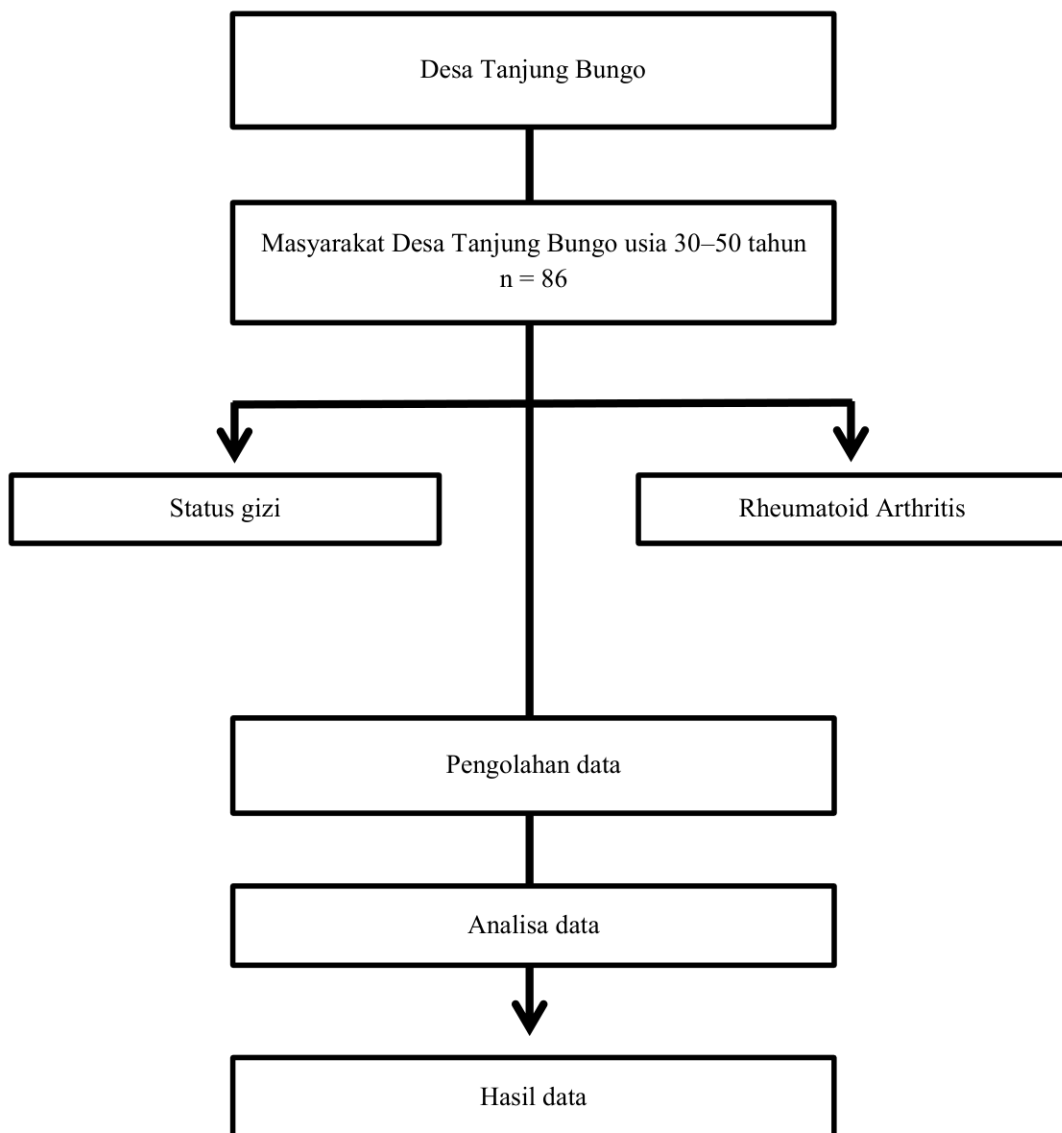 Desa Tanjung Bungo
Masyarakat Desa Tanjung Bungo usia 30–50 tahun
n = 86
Status gizi
Rheumatoid Arthritis
Pengolahan data
Analisa data
Hasil data